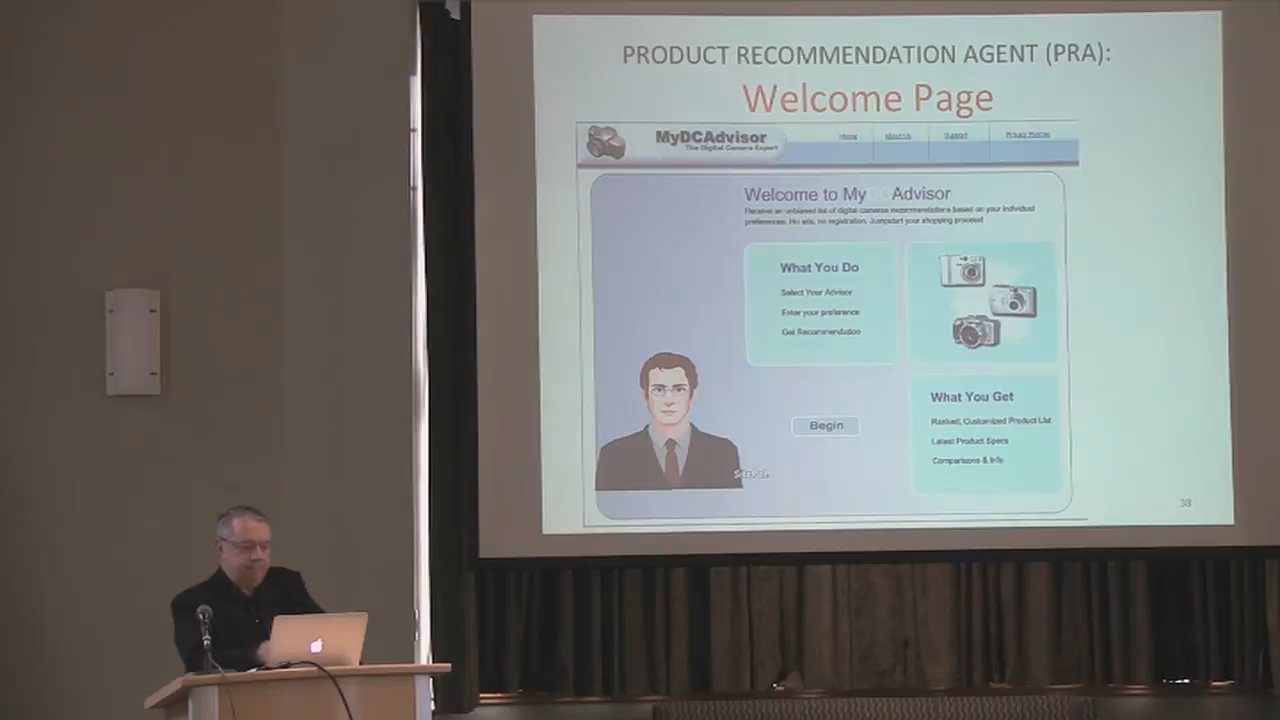 PRODUCT RECOMMENDATION AGENT (PRA):
Welcome Page
MyDCAdvisor
The Digital Camera Expert
Home
About Us
Support
Privacy Policies
Welcome to MyDCAdvisor
Receive an unbiased list of digital cameras recommendations based on your individual
preferences. No ads, no registration. Jumpstart your shopping process!
What You Do
Select Your Advisor
Enter your preference
Get Recommendation
What You Get
Ranked, Customized Product List
Latest Product Specs
Comparisons & Info
Begin
SitePal
38